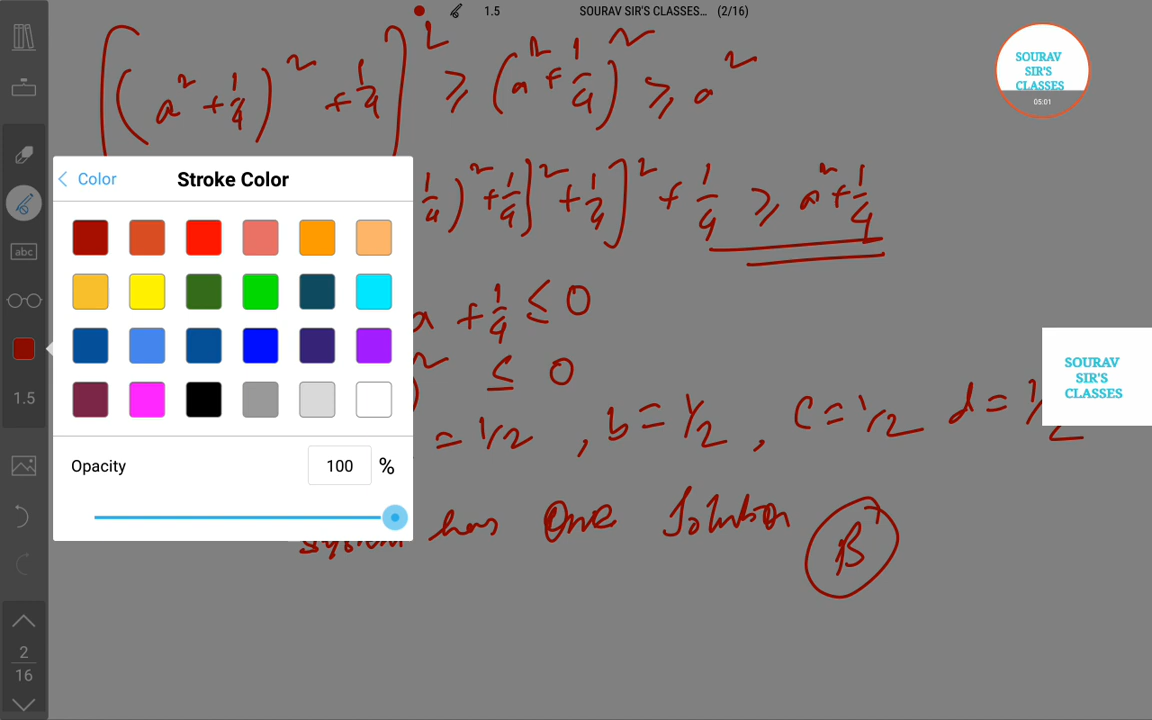 1.5 SOURAV SIR'S CLASSES... (2/16)
[(a² + 1/4)² + 1/4]² ≥ (a² + 1/4)² ≥ a²
SOURAV
SIR'S
CLASSES
05:01
Color
Stroke Color
1/4)² + 1/4]² + 1/4]² + 1/4 ≥ a² + 1/4
abc
a + 1/4 ≤ 0
)² ≤ 0
1.5
= 1/2 , b = 1/2 , c = 1/2 d = 1/2
SOURAV
SIR'S
CLASSES
Opacity 100 %
System has One Solution B
2
16